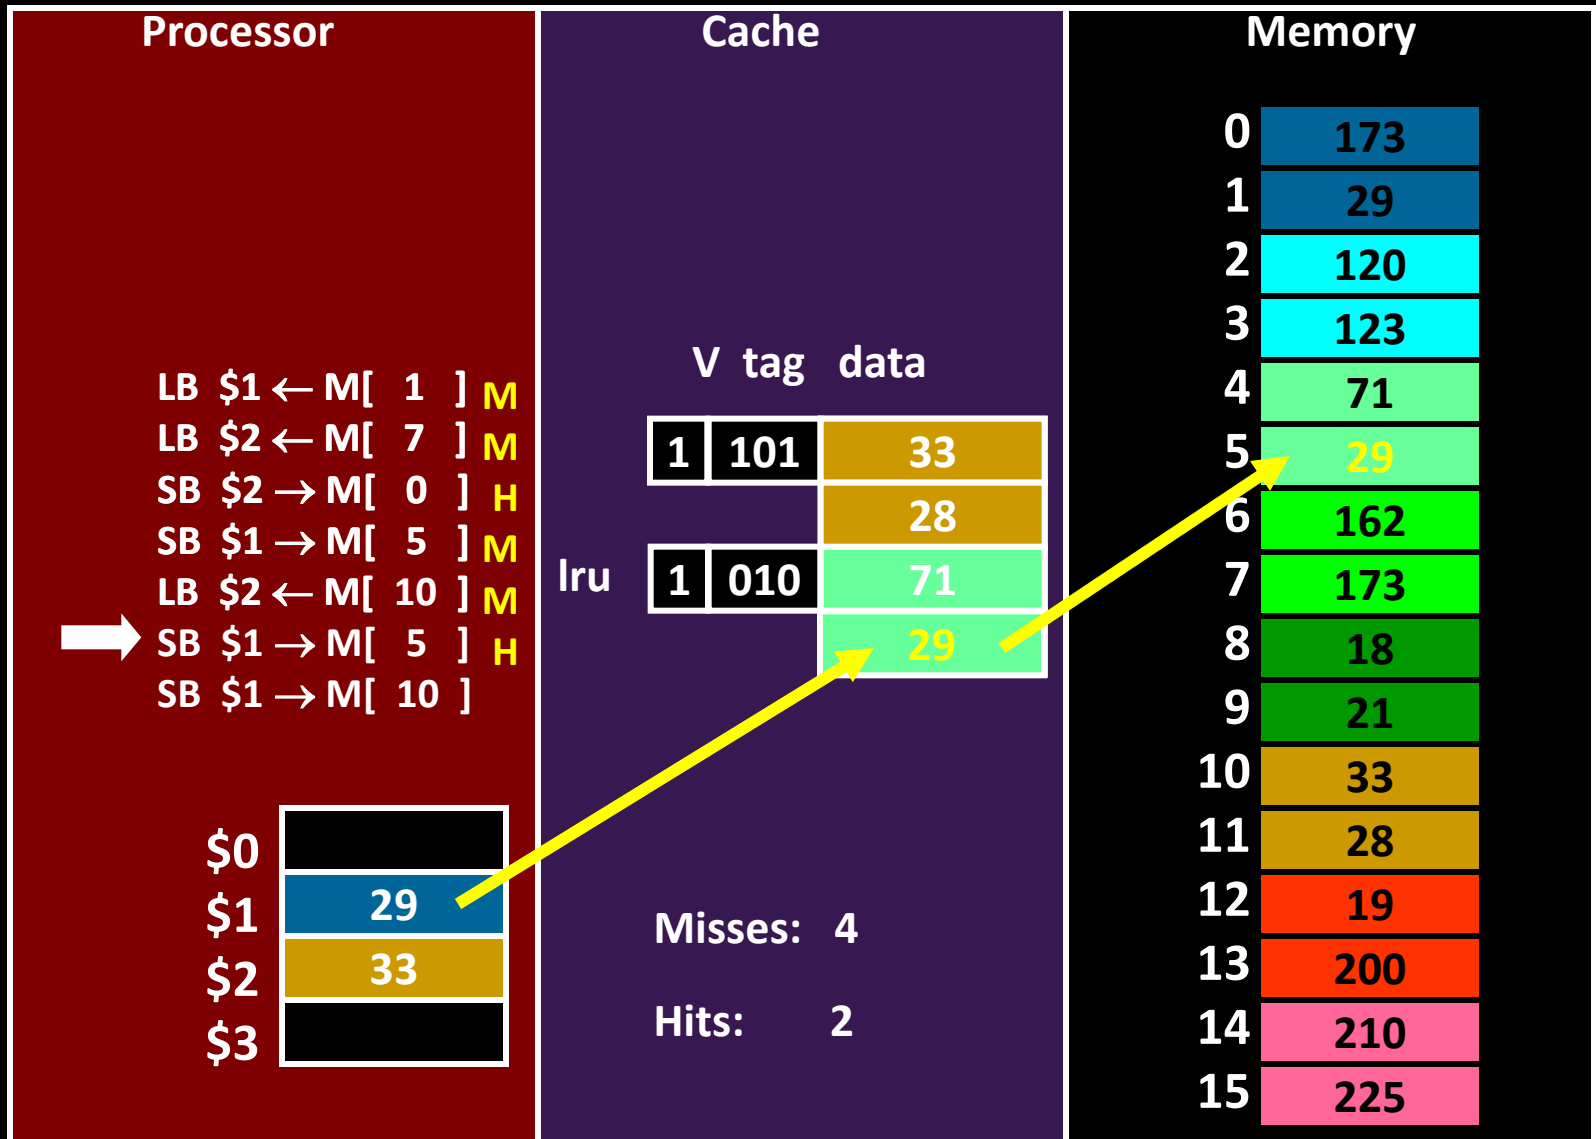 Processor
LB $1 ← M[ 1 ] M
LB $2 ← M[ 7 ] M
SB $2 → M[ 0 ] H
SB $1 → M[ 5 ] M
LB $2 ← M[ 10 ] M
SB $1 → M[ 5 ] H
SB $1 → M[ 10 ]
$0
$1 29
$2 33
$3
Cache
V tag data
1 101 33
28
lru 1 010 71
29
Misses: 4
Hits: 2
Memory
0 173
1 29
2 120
3 123
4 71
5 29
6 162
7 173
8 18
9 21
10 33
11 28
12 19
13 200
14 210
15 225